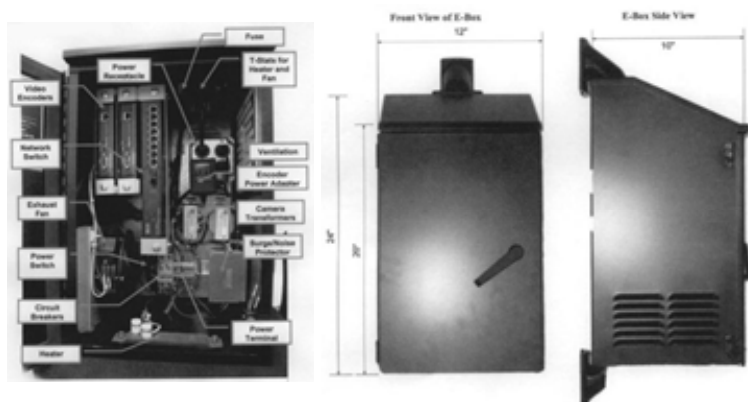 Fuse
Power
Receptacle
T-Stats for
Heater and
Fan
Video
Encoders
Network
Switch
Ventilation
Encoder
Power Adapter
Exhaust
Fan
Camera
Transformers
Power
Switch
Surge/Noise
Protector
Circuit
Breakers
Power
Terminal
Heater
Front View of E-Box
12"
24"
26"
E-Box Side View
10"